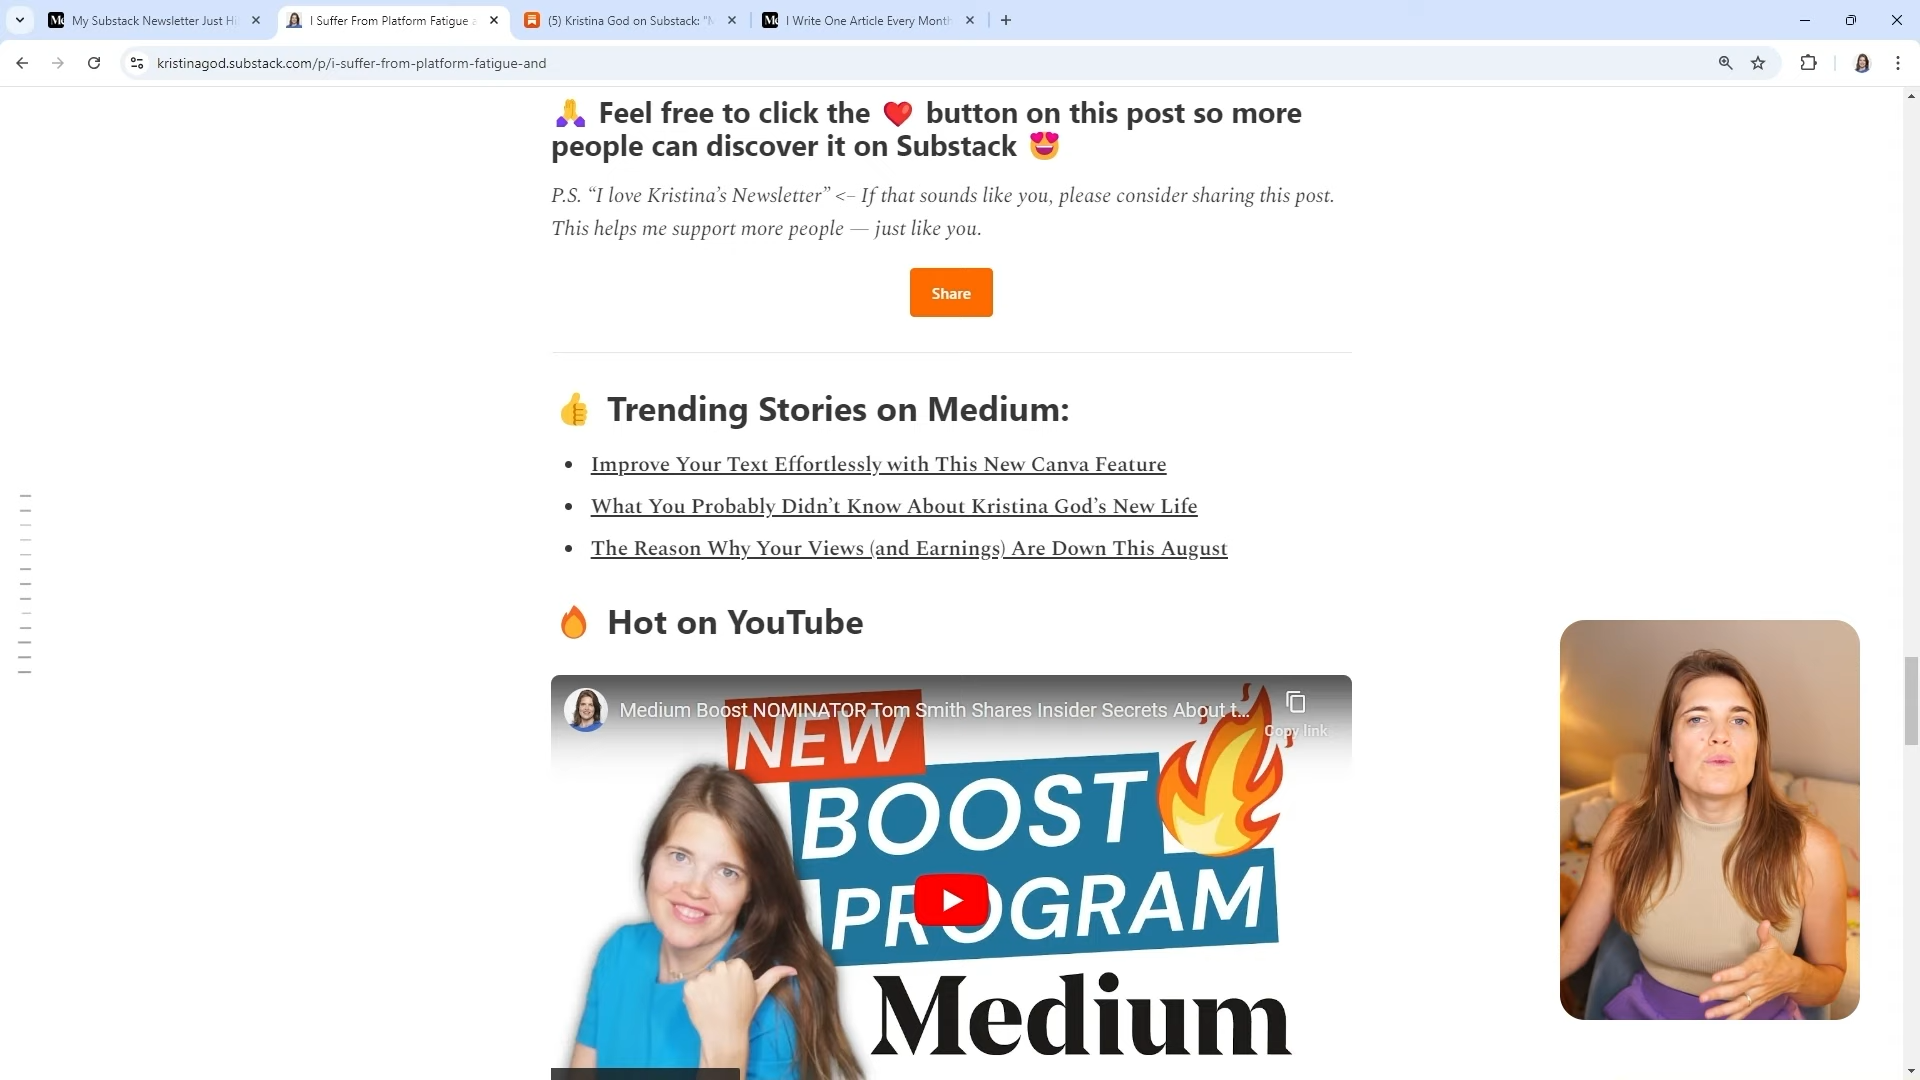 My Substack Newsletter Just Hi
I Suffer From Platform Fatigue a
(5) Kristina God on Substack: "M
I Write One Article Every Month
kristinagod.substack.com/p/i-suffer-from-platform-fatigue-and
🙏 Feel free to click the ❤️ button on this post so more
people can discover it on Substack 😍
P.S. “I love Kristina’s Newsletter” <– If that sounds like you, please consider sharing this post.
This helps me support more people — just like you.
Share
👍 Trending Stories on Medium:
• Improve Your Text Effortlessly with This New Canva Feature
• What You Probably Didn’t Know About Kristina God’s New Life
• The Reason Why Your Views (and Earnings) Are Down This August
🔥 Hot on YouTube
Medium Boost NOMINATOR Tom Smith Shares Insider Secrets About t...
Copy link
NEW
BOOST
PROGRAM
Medium